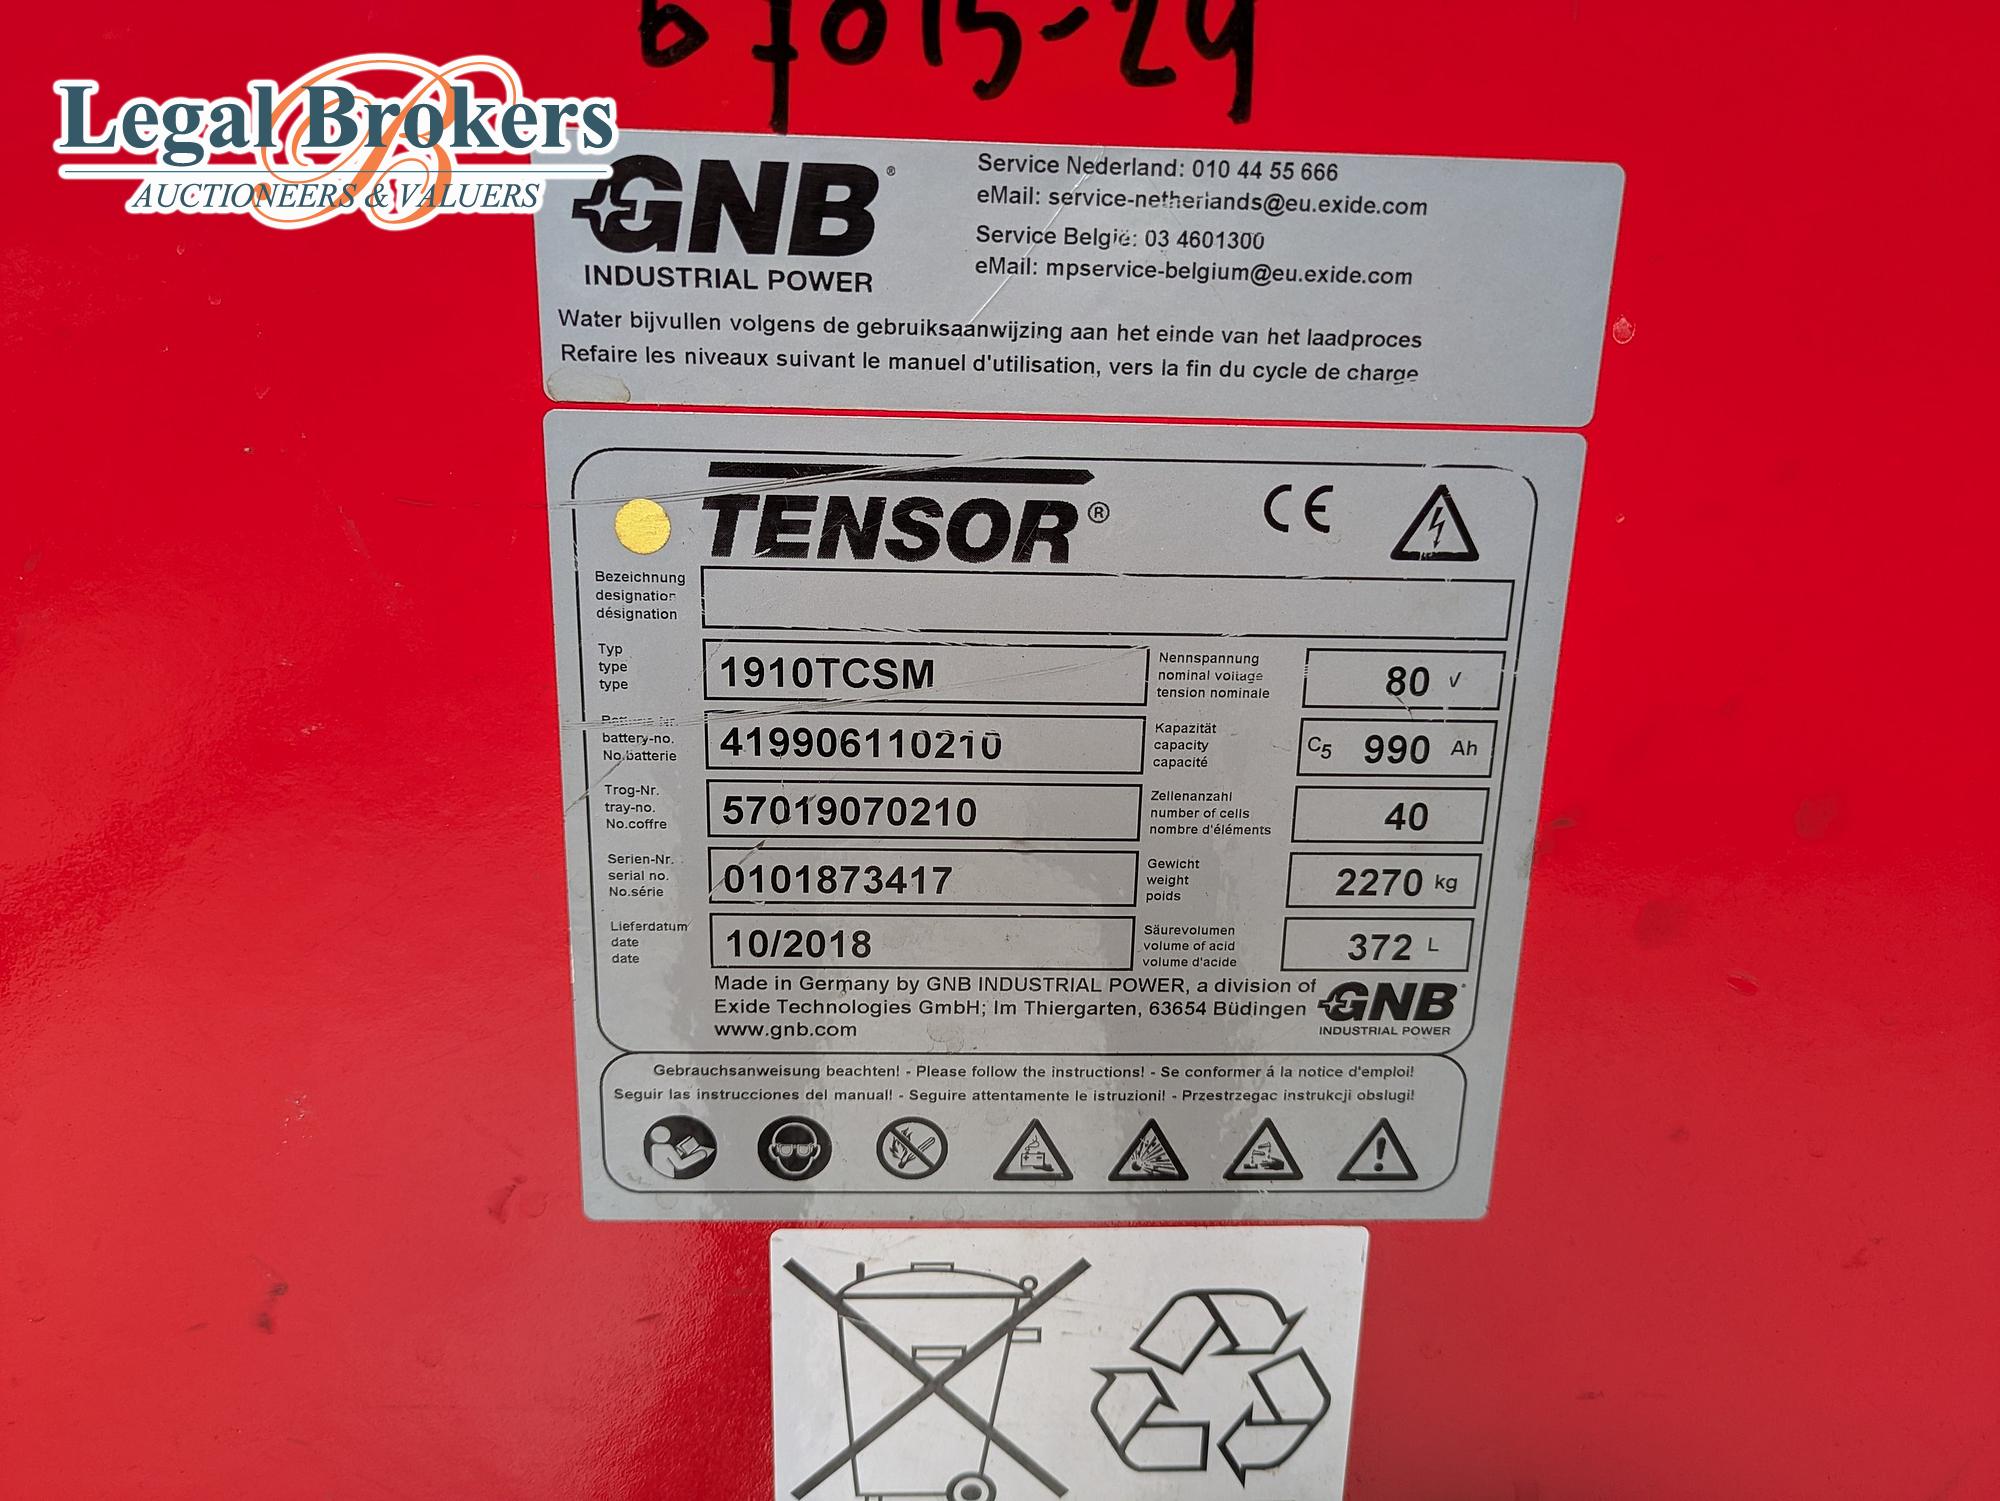 67015-24
Legal Brokers
AUCTIONEERS & VALUERS
GNB®
INDUSTRIAL POWER
Service Nederland: 010 44 55 666
eMail: service-netherlands@eu.exide.com
Service België: 03 4601300
eMail: mpservice-belgium@eu.exide.com
Water bijvullen volgens de gebruiksaanwijzing aan het einde van het laadproces
Refaire les niveaux suivant le manuel d'utilisation, vers la fin du cycle de charge
TENSOR®
CE
Bezeichnung
designation
désignation
Typ
type
type
1910TCSM
Nennspannung
nominal voltage
tension nominale
80 V
Batterie-Nr.
battery-no.
No.batterie
419906110210
Kapazität
capacity
capacité
C5 990 Ah
Trog-Nr.
tray-no.
No.coffre
57019070210
Zellenanzahl
number of cells
nombre d'éléments
40
Serien-Nr.
serial no.
No.série
0101873417
Gewicht
weight
poids
2270 kg
Lieferdatum
date
date
10/2018
Säurevolumen
volume of acid
volume d'acide
372 L
Made in Germany by GNB INDUSTRIAL POWER, a division of
Exide Technologies GmbH; Im Thiergarten, 63654 Büdingen
www.gnb.com
GNB
INDUSTRIAL POWER
Gebrauchsanweisung beachten! - Please follow the instructions! - Se conformer á la notice d'emploi!
Seguir las instrucciones del manual! - Seguire attentamente le istruzioni! - Przestrzegac instrukcji obslugi!